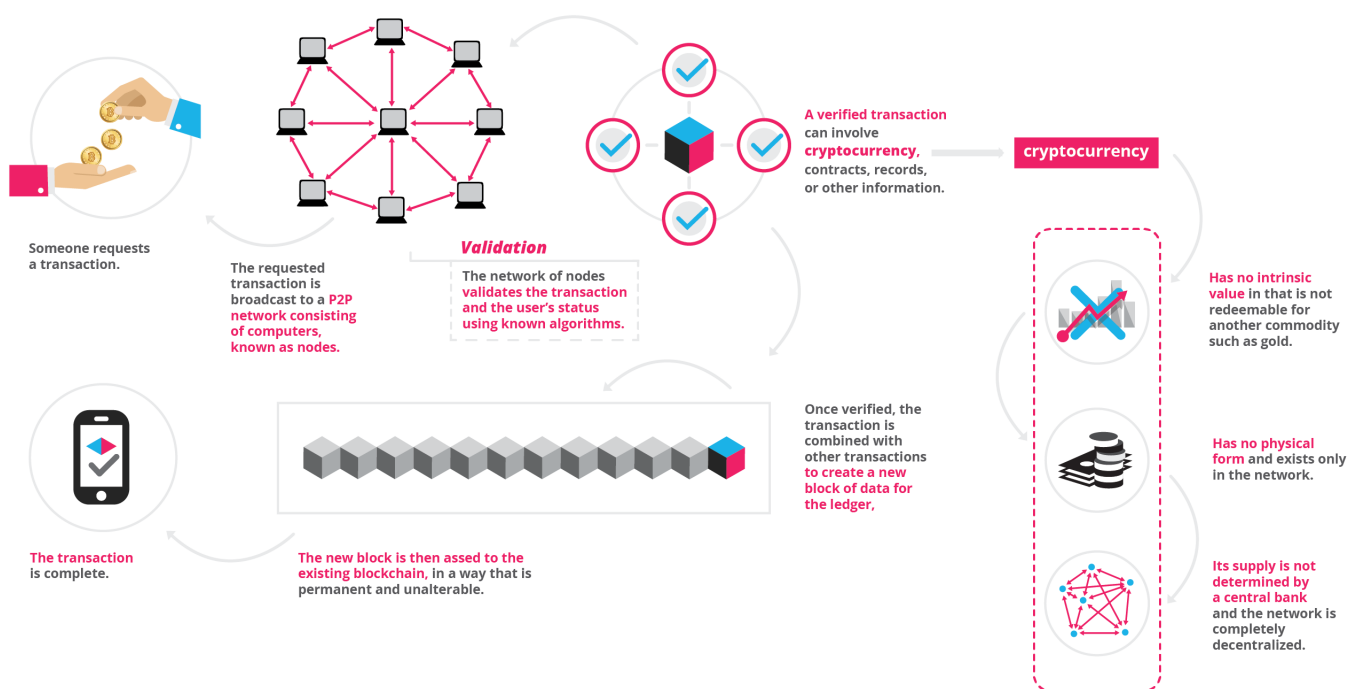 Someone requests
a transaction.
The requested
transaction is
broadcast to a P2P
network consisting
of computers,
known as nodes.
Validation
The network of nodes
validates the transaction
and the user's status
using known algorithms.
A verified transaction
can involve
cryptocurrency,
contracts, records,
or other information.
cryptocurrency
Has no intrinsic
value in that is not
redeemable for
another commodity
such as gold.
Has no physical
form and exists only
in the network.
Its supply is not
determined by
a central bank
and the network is
completely
decentralized.
Once verified, the
transaction is
combined with
other transactions
to create a new
block of data for
the ledger,
The new block is then assed to the
existing blockchain, in a way that is
permanent and unalterable.
The transaction
is complete.